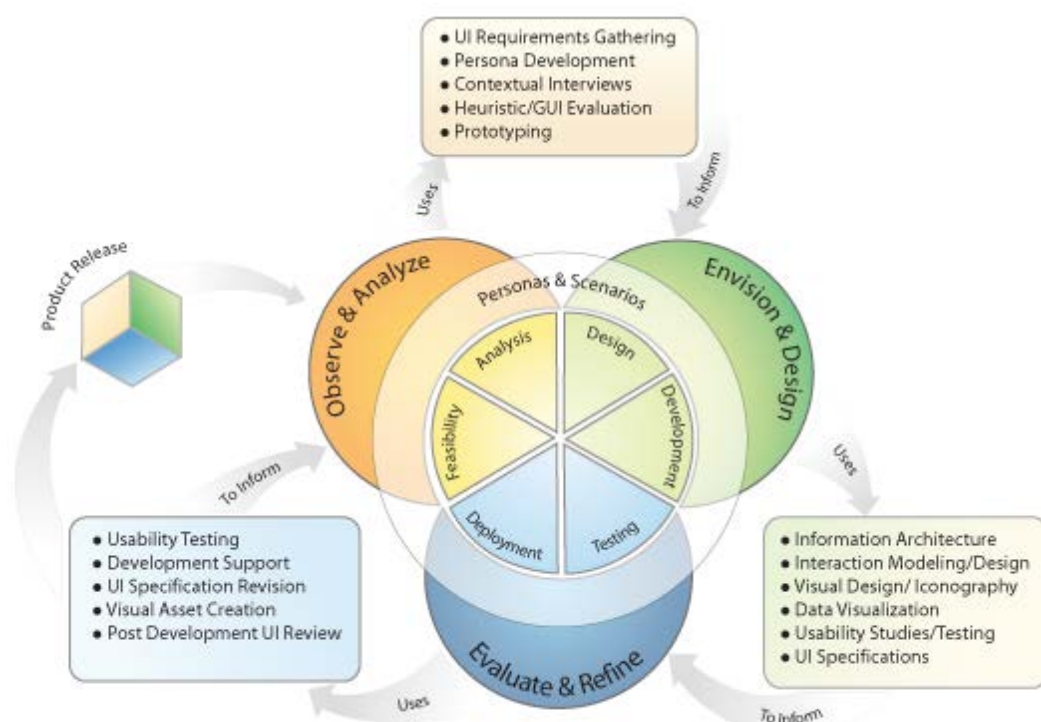 ● UI Requirements Gathering
● Persona Development
● Contextual Interviews
● Heuristic/GUI Evaluation
● Prototyping
Uses
To Inform
Product Release
Observe & Analyze
Personas & Scenarios
Envision & Design
Analysis
Design
Feasibility
Development
Deployment
Testing
Uses
To Inform
● Usability Testing
● Development Support
● UI Specification Revision
● Visual Asset Creation
● Post Development UI Review
● Information Architecture
● Interaction Modeling/Design
● Visual Design/ Iconography
● Data Visualization
● Usability Studies/Testing
● UI Specifications
Evaluate & Refine
Uses
To Inform